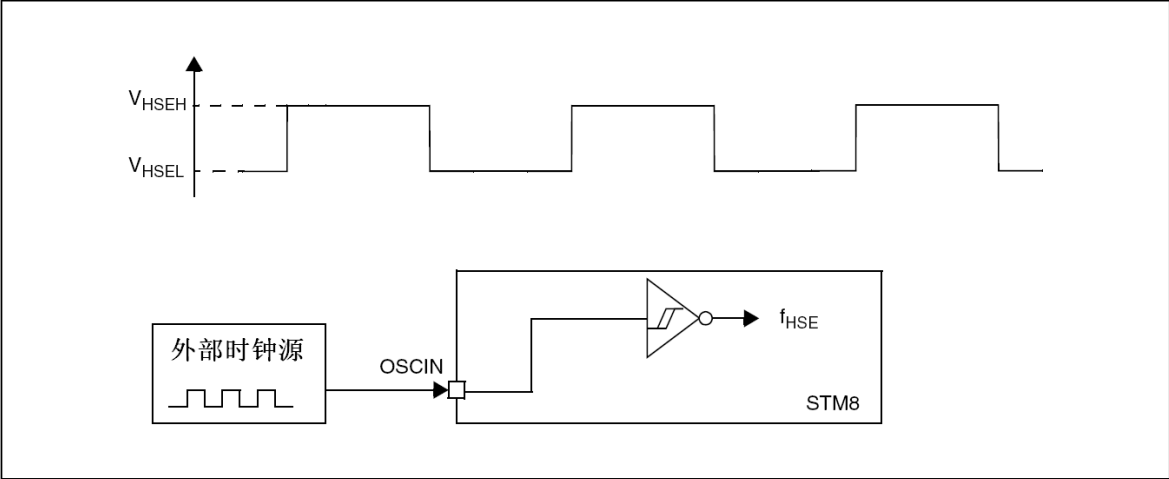 VHSEH
VHSEL
外部时钟源
OSCIN
fHSE
STM8